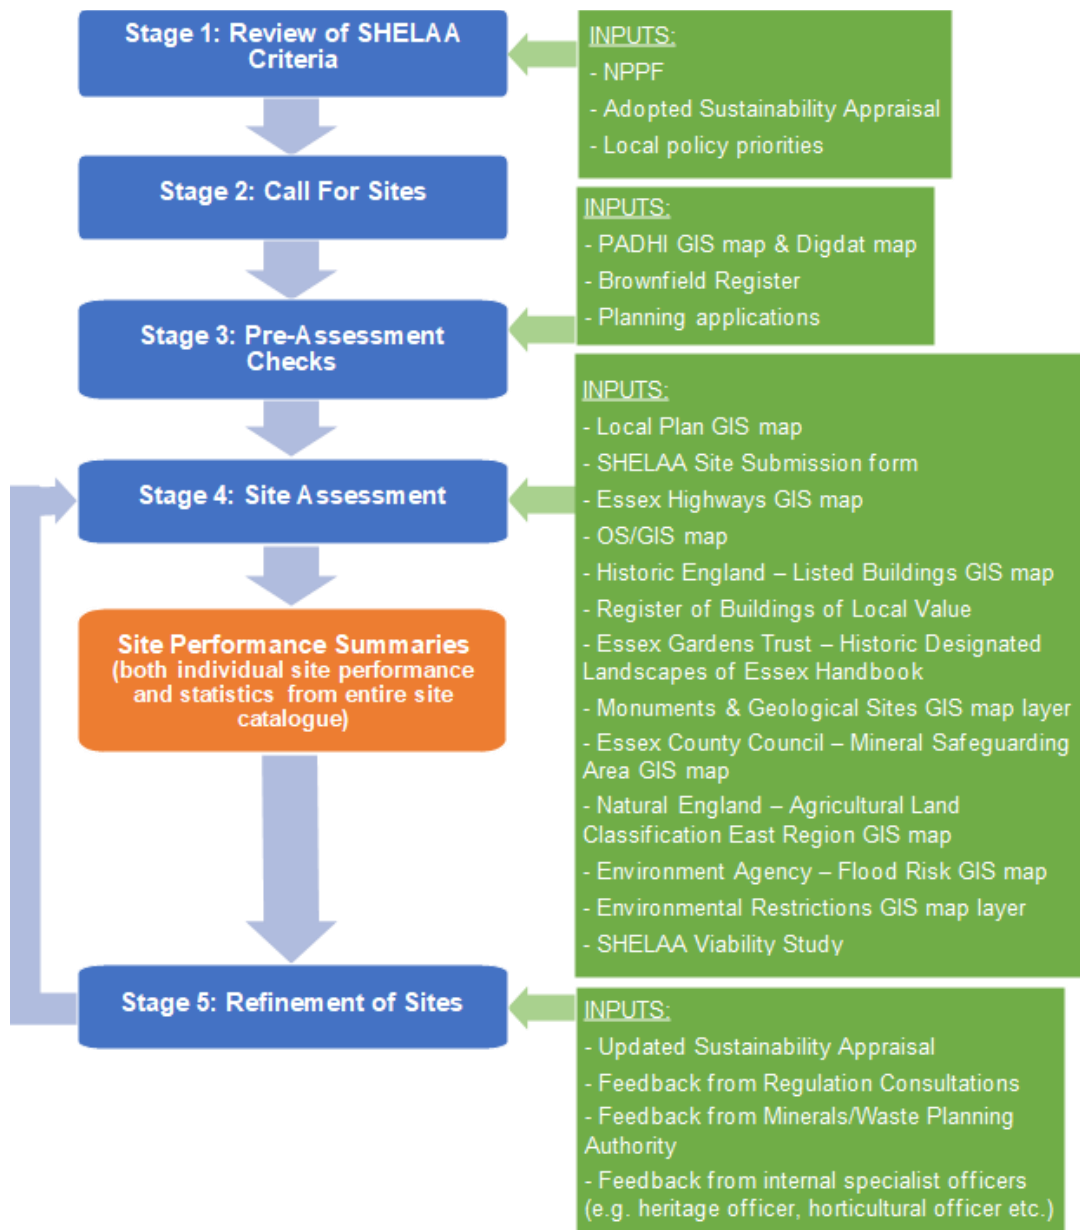 Stage 1: Review of SHELAA
Criteria
INPUTS:
- NPPF
- Adopted Sustainability Appraisal
- Local policy priorities
Stage 2: Call For Sites
INPUTS:
- PADHI GIS map & Digdat map
- Brownfield Register
- Planning applications
Stage 3: Pre-Assessment
Checks
Stage 4: Site Assessment
INPUTS:
- Local Plan GIS map
- SHELAA Site Submission form
- Essex Highways GIS map
- OS/GIS map
- Historic England – Listed Buildings GIS map
- Register of Buildings of Local Value
- Essex Gardens Trust – Historic Designated
Landscapes of Essex Handbook
- Monuments & Geological Sites GIS map layer
- Essex County Council – Mineral Safeguarding
Area GIS map
- Natural England – Agricultural Land
Classification East Region GIS map
- Environment Agency – Flood Risk GIS map
- Environmental Restrictions GIS map layer
- SHELAA Viability Study
Site Performance Summaries
(both individual site performance
and statistics from entire site
catalogue)
Stage 5: Refinement of Sites
INPUTS:
- Updated Sustainability Appraisal
- Feedback from Regulation Consultations
- Feedback from Minerals/Waste Planning
Authority
- Feedback from internal specialist officers
(e.g. heritage officer, horticultural officer etc.)